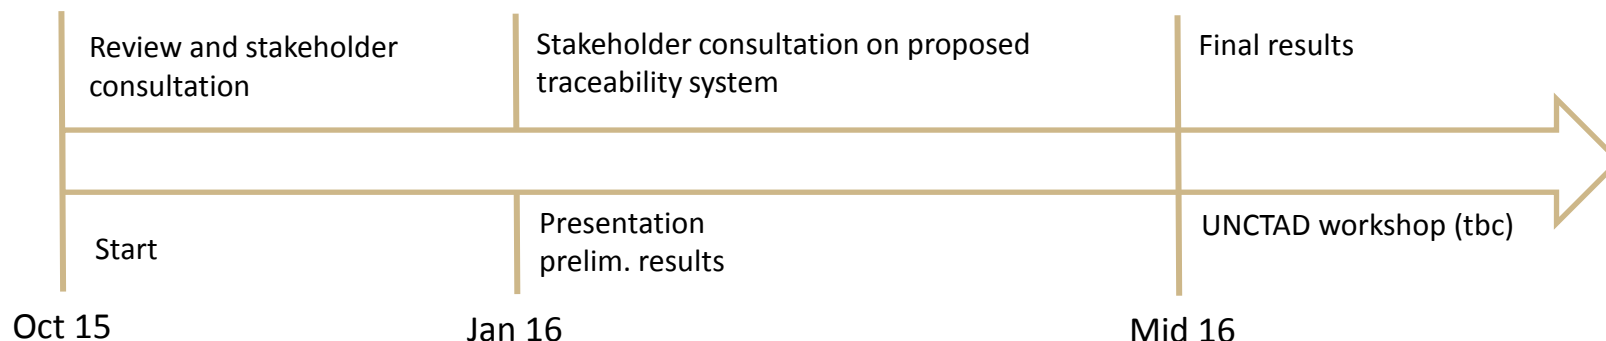 Review and stakeholder
consultation
Stakeholder consultation on proposed
traceability system
Final results
Start
Presentation
prelim. results
UNCTAD workshop (tbc)
Oct 15
Jan 16
Mid 16